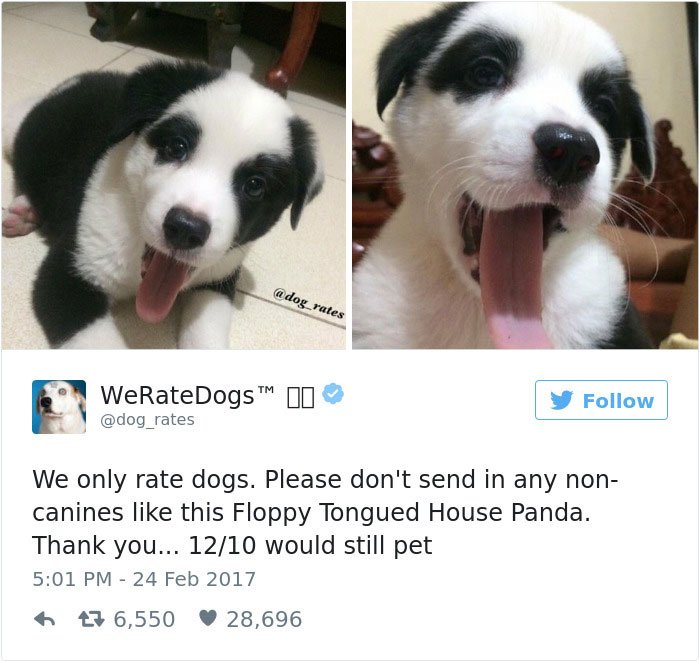 @dog_rates
WeRateDogs™
@dog_rates
Follow
We only rate dogs. Please don't send in any non-
canines like this Floppy Tongued House Panda.
Thank you... 12/10 would still pet
5:01 PM - 24 Feb 2017
6,550 28,696